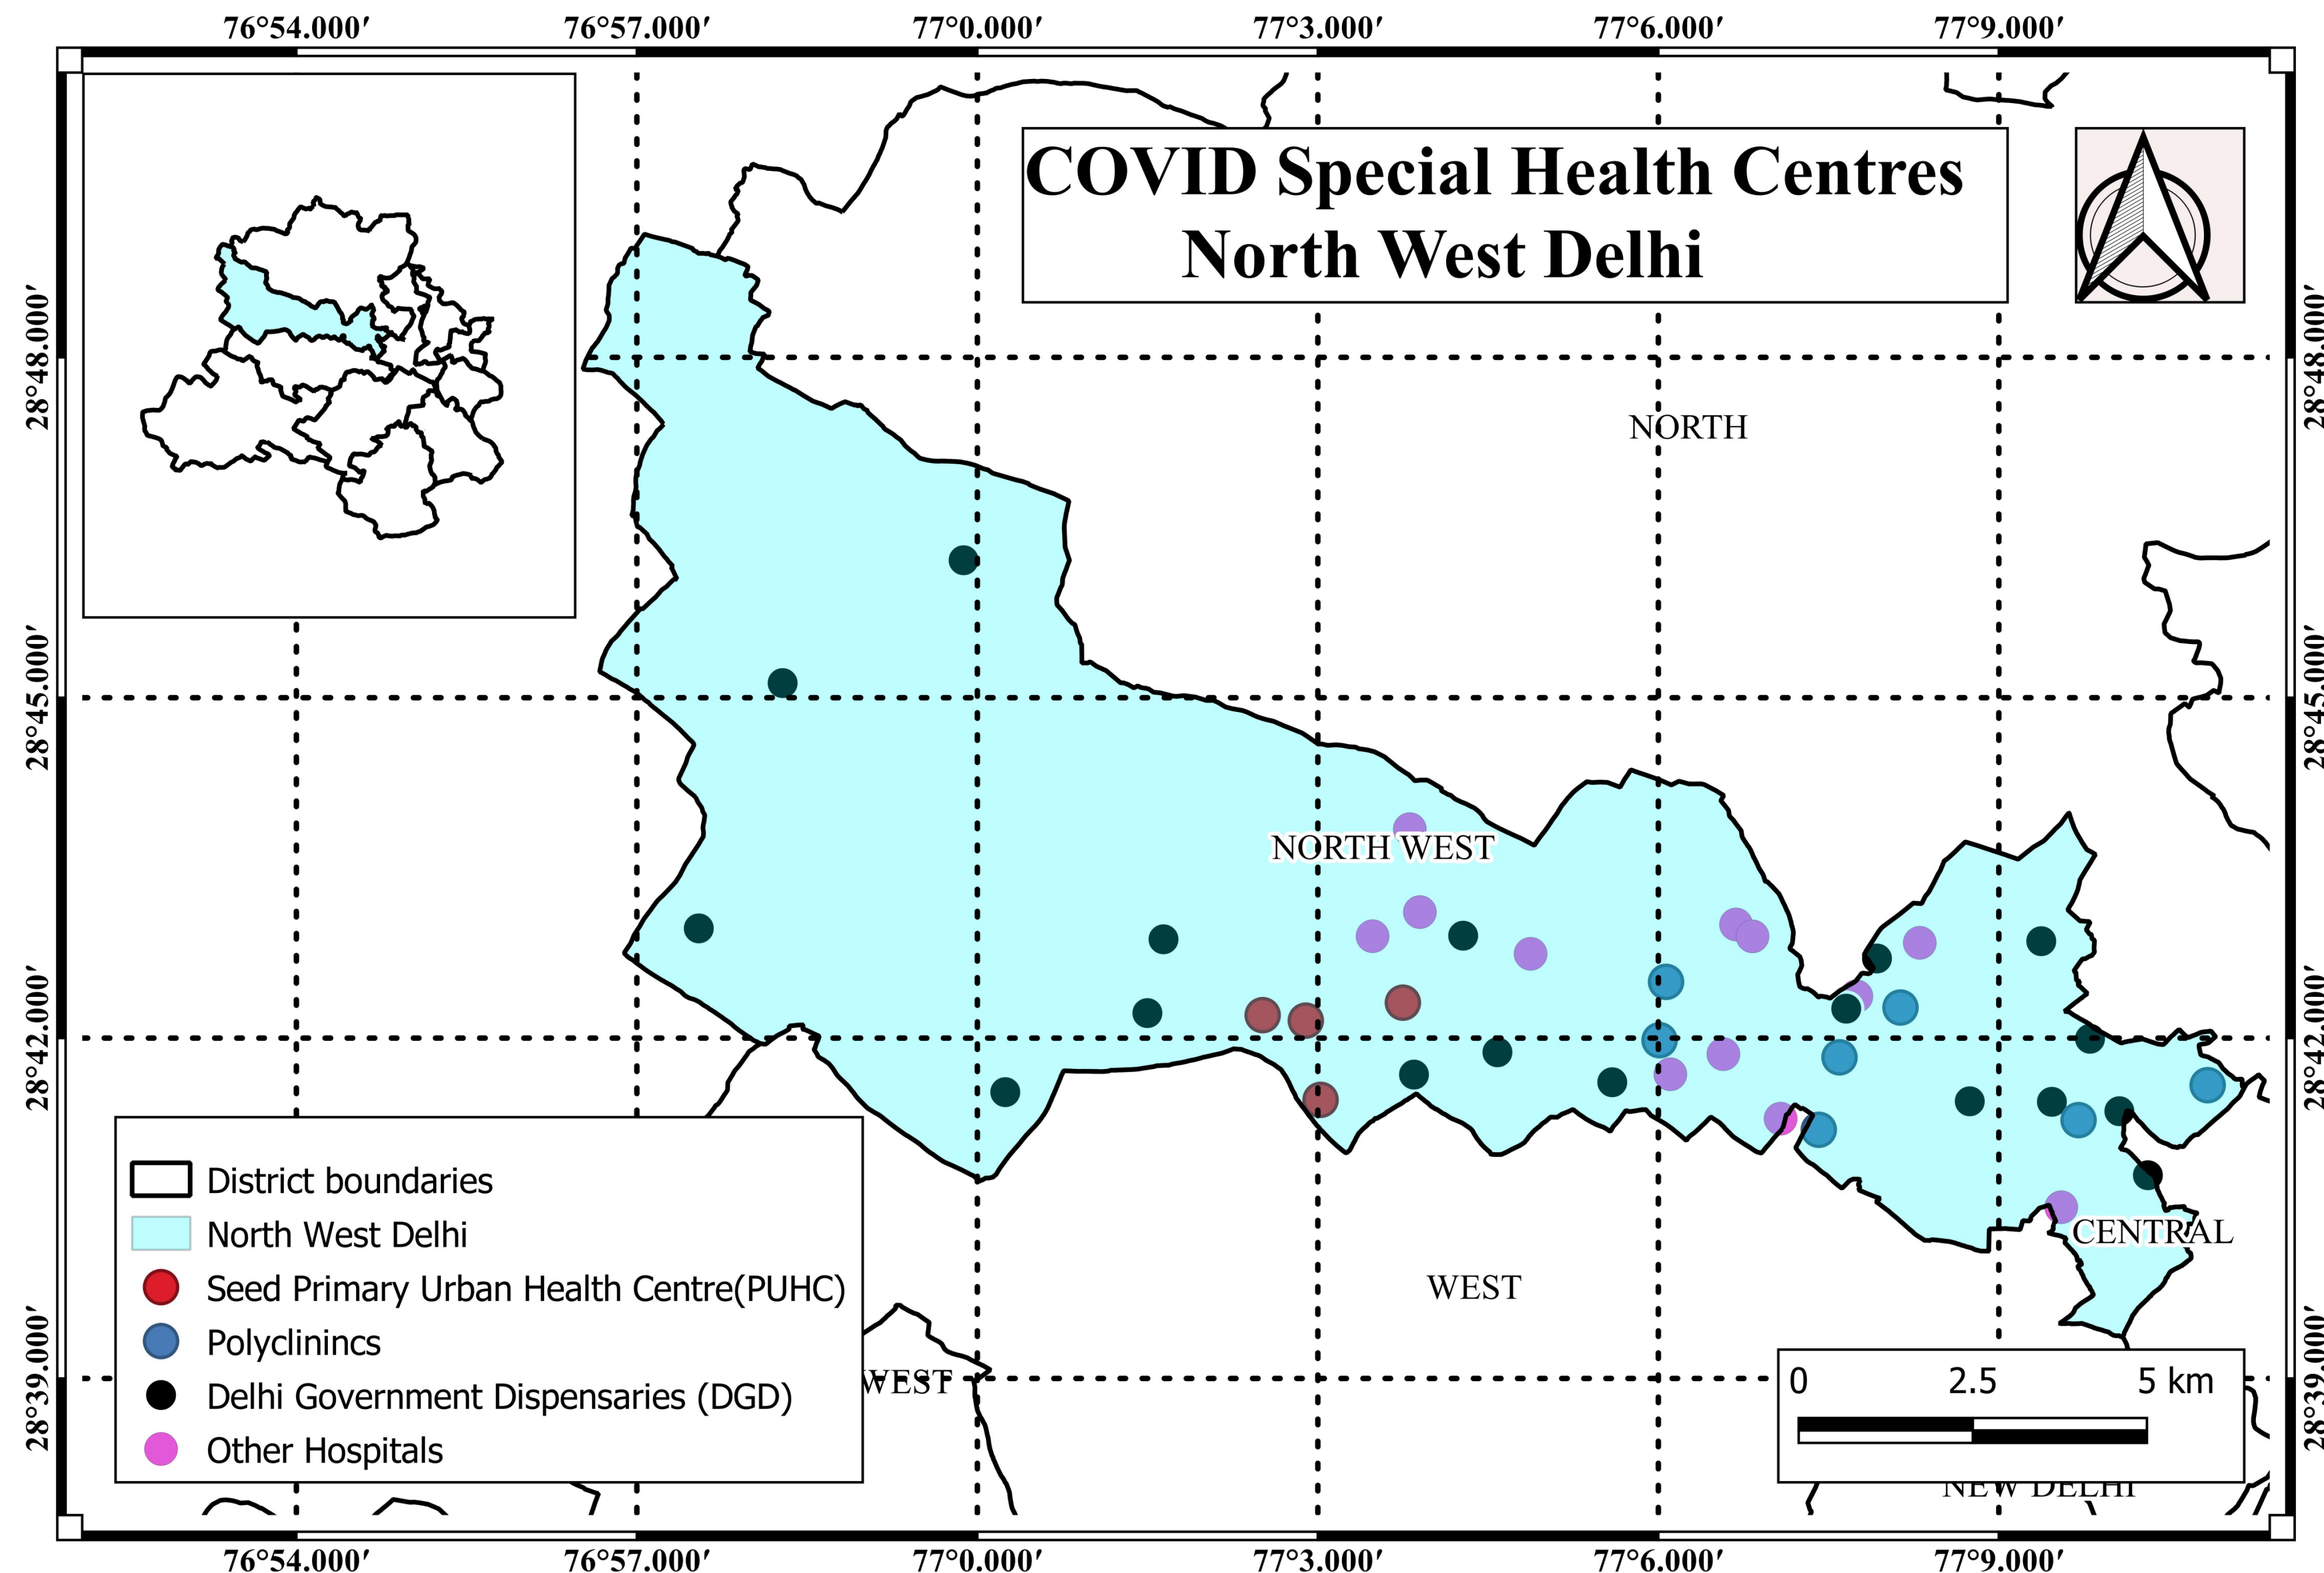 76°54.000′ 76°57.000′ 77°0.000′ 77°3.000′ 77°6.000′ 77°9.000′
COVID Special Health Centres
North West Delhi
28°48.000′ 28°48.000′
NORTH
28°45.000′ 28°45.000′
NORTH WEST
28°42.000′ 28°42.000′
CENTRAL
WEST
WEST
28°39.000′ 28°39.000′
NEW DELHI
District boundaries
North West Delhi
Seed Primary Urban Health Centre(PUHC)
Polyclinincs
Delhi Government Dispensaries (DGD)
Other Hospitals
0 2.5 5 km
76°54.000′ 76°57.000′ 77°0.000′ 77°3.000′ 77°6.000′ 77°9.000′